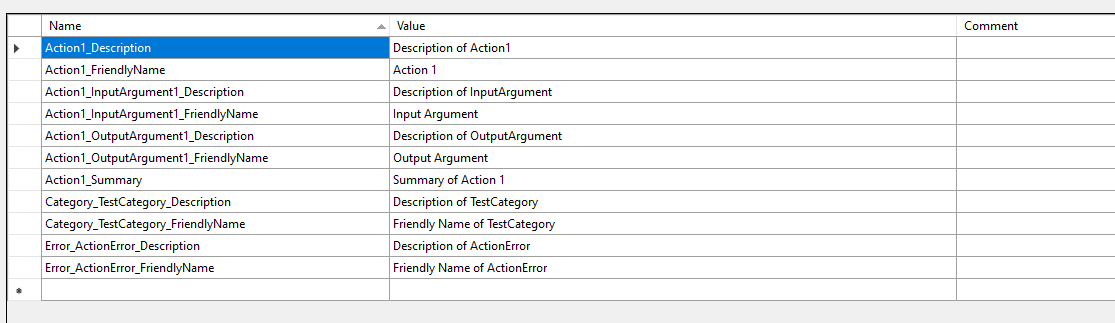 Name Value Comment
Action1_Description Description of Action1
Action1_FriendlyName Action 1
Action1_InputArgument1_Description Description of InputArgument
Action1_InputArgument1_FriendlyName Input Argument
Action1_OutputArgument1_Description Description of OutputArgument
Action1_OutputArgument1_FriendlyName Output Argument
Action1_Summary Summary of Action 1
Category_TestCategory_Description Description of TestCategory
Category_TestCategory_FriendlyName Friendly Name of TestCategory
Error_ActionError_Description Description of ActionError
Error_ActionError_FriendlyName Friendly Name of ActionError